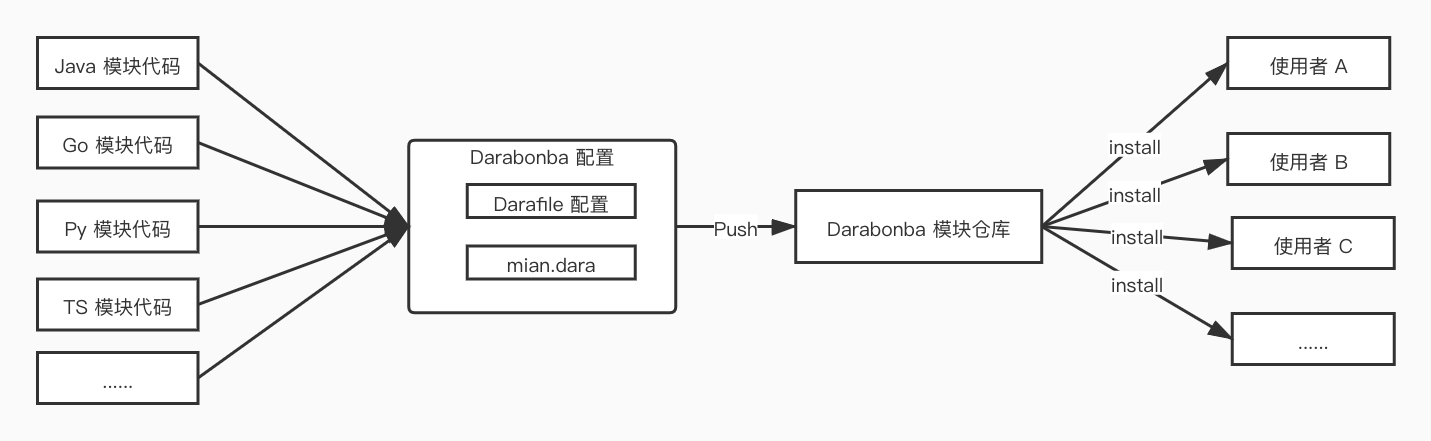 Java 模块代码
Go 模块代码
Py 模块代码
TS 模块代码
......
Darabonba 配置
Darafile 配置
mian.dara
Push
Darabonba 模块仓库
install
install
install
install
使用者 A
使用者 B
使用者 C
......